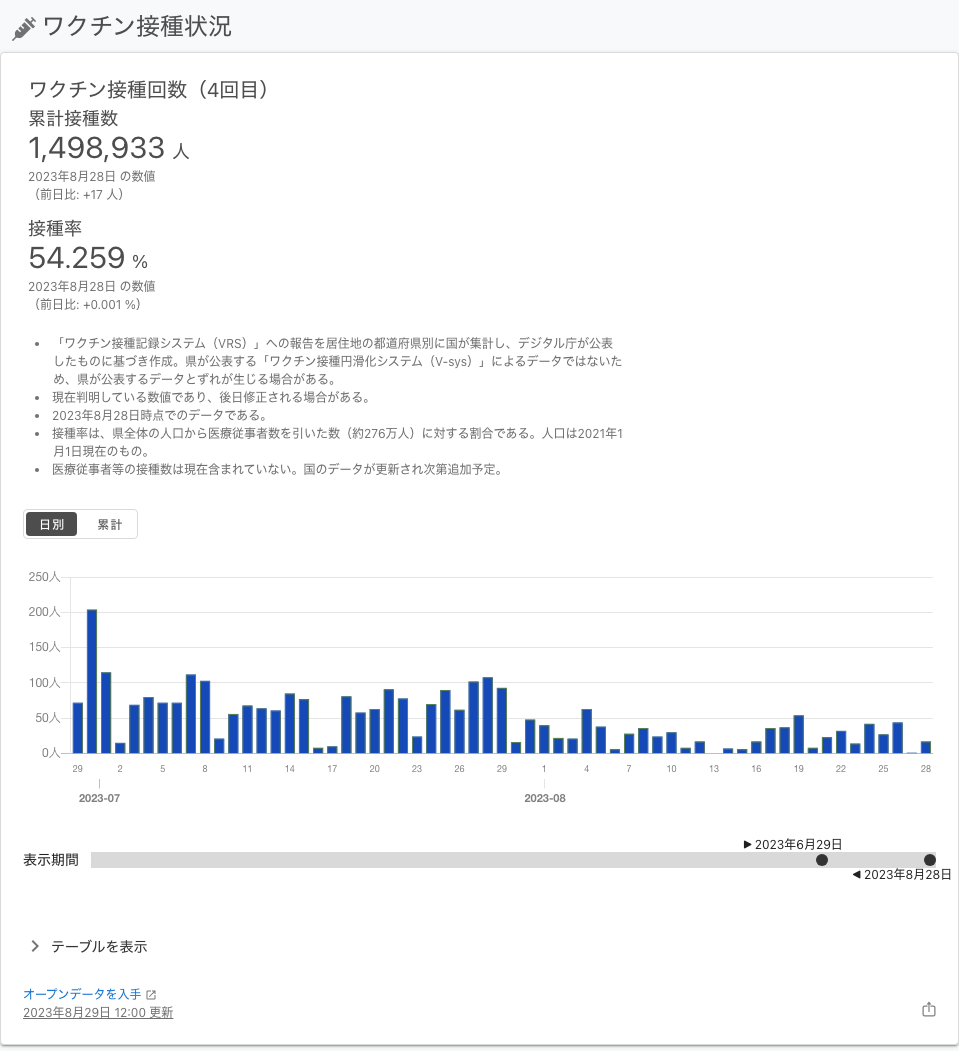 ワクチン接種状況
ワクチン接種回数（4回目）
累計接種数
1,498,933 人
2023年8月28日 の数値
（前日比: +17 人）
接種率
54.259 %
2023年8月28日 の数値
（前日比: +0.001 %）
• 「ワクチン接種記録システム（VRS）」への報告を居住地の都道府県別に国が集計し、デジタル庁が公表
したものに基づき作成。県が公表する「ワクチン接種円滑化システム（V-sys）」によるデータではないた
め、県が公表するデータとずれが生じる場合がある。
• 現在判明している数値であり、後日修正される場合がある。
• 2023年8月28日時点でのデータである。
• 接種率は、県全体の人口から医療従事者数を引いた数（約276万人）に対する割合である。人口は2021年1
月1日現在のもの。
• 医療従事者等の接種数は現在含まれていない。国のデータが更新され次第追加予定。
日別 累計
250人
200人
150人
100人
50人
0人
29 2 5 8 11 14 17 20 23 26 29 1 4 7 10 13 16 19 22 25 28
2023-07 2023-08
▶ 2023年6月29日
表示期間
◀ 2023年8月28日
テーブルを表示
オープンデータを入手
2023年8月29日 12:00 更新